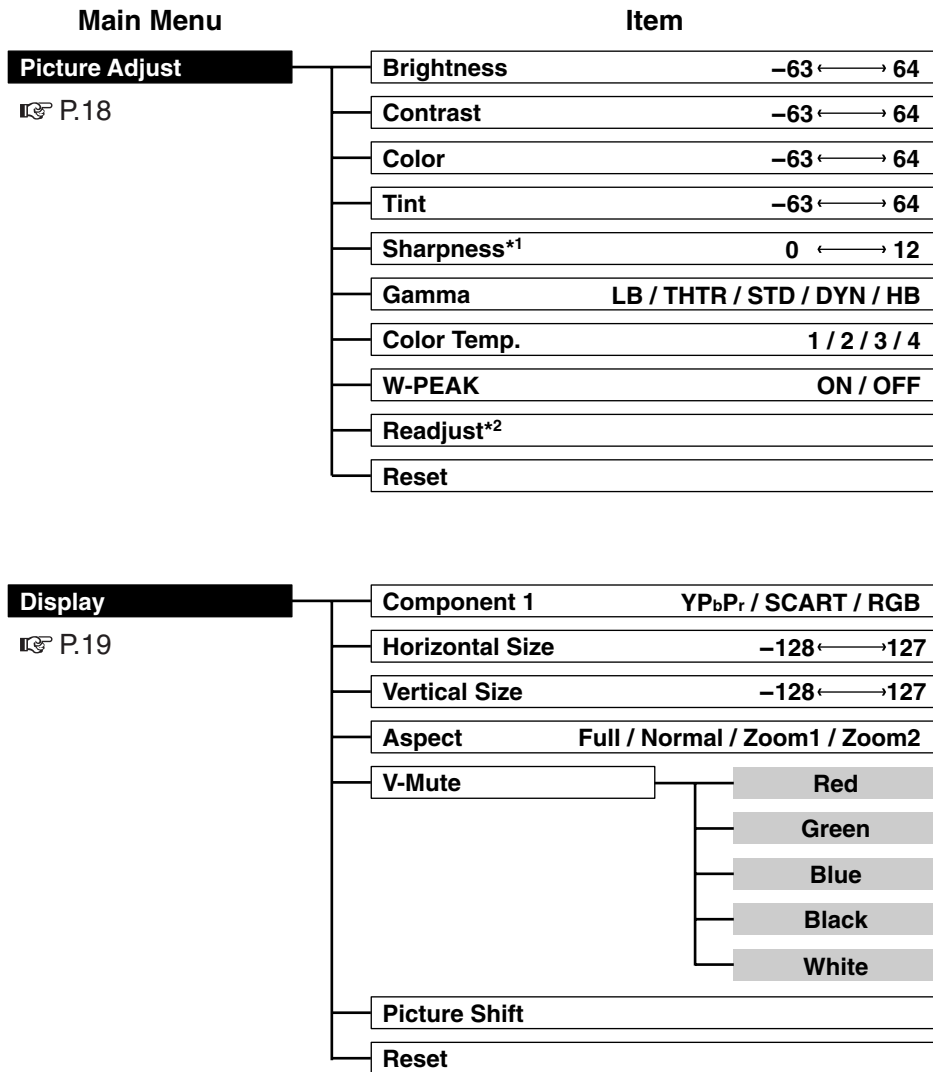 Main Menu Item
Picture Adjust Brightness −63 ←→ 64
☞ P.18 Contrast −63 ←→ 64
Color −63 ←→ 64
Tint −63 ←→ 64
Sharpness*1 0 ←→ 12
Gamma LB / THTR / STD / DYN / HB
Color Temp. 1 / 2 / 3 / 4
W-PEAK ON / OFF
Readjust*2
Reset
Display Component 1 YPbPr / SCART / RGB
☞ P.19 Horizontal Size −128 ←→ 127
Vertical Size −128 ←→ 127
Aspect Full / Normal / Zoom1 / Zoom2
V-Mute Red
Green
Blue
Black
White
Picture Shift
Reset